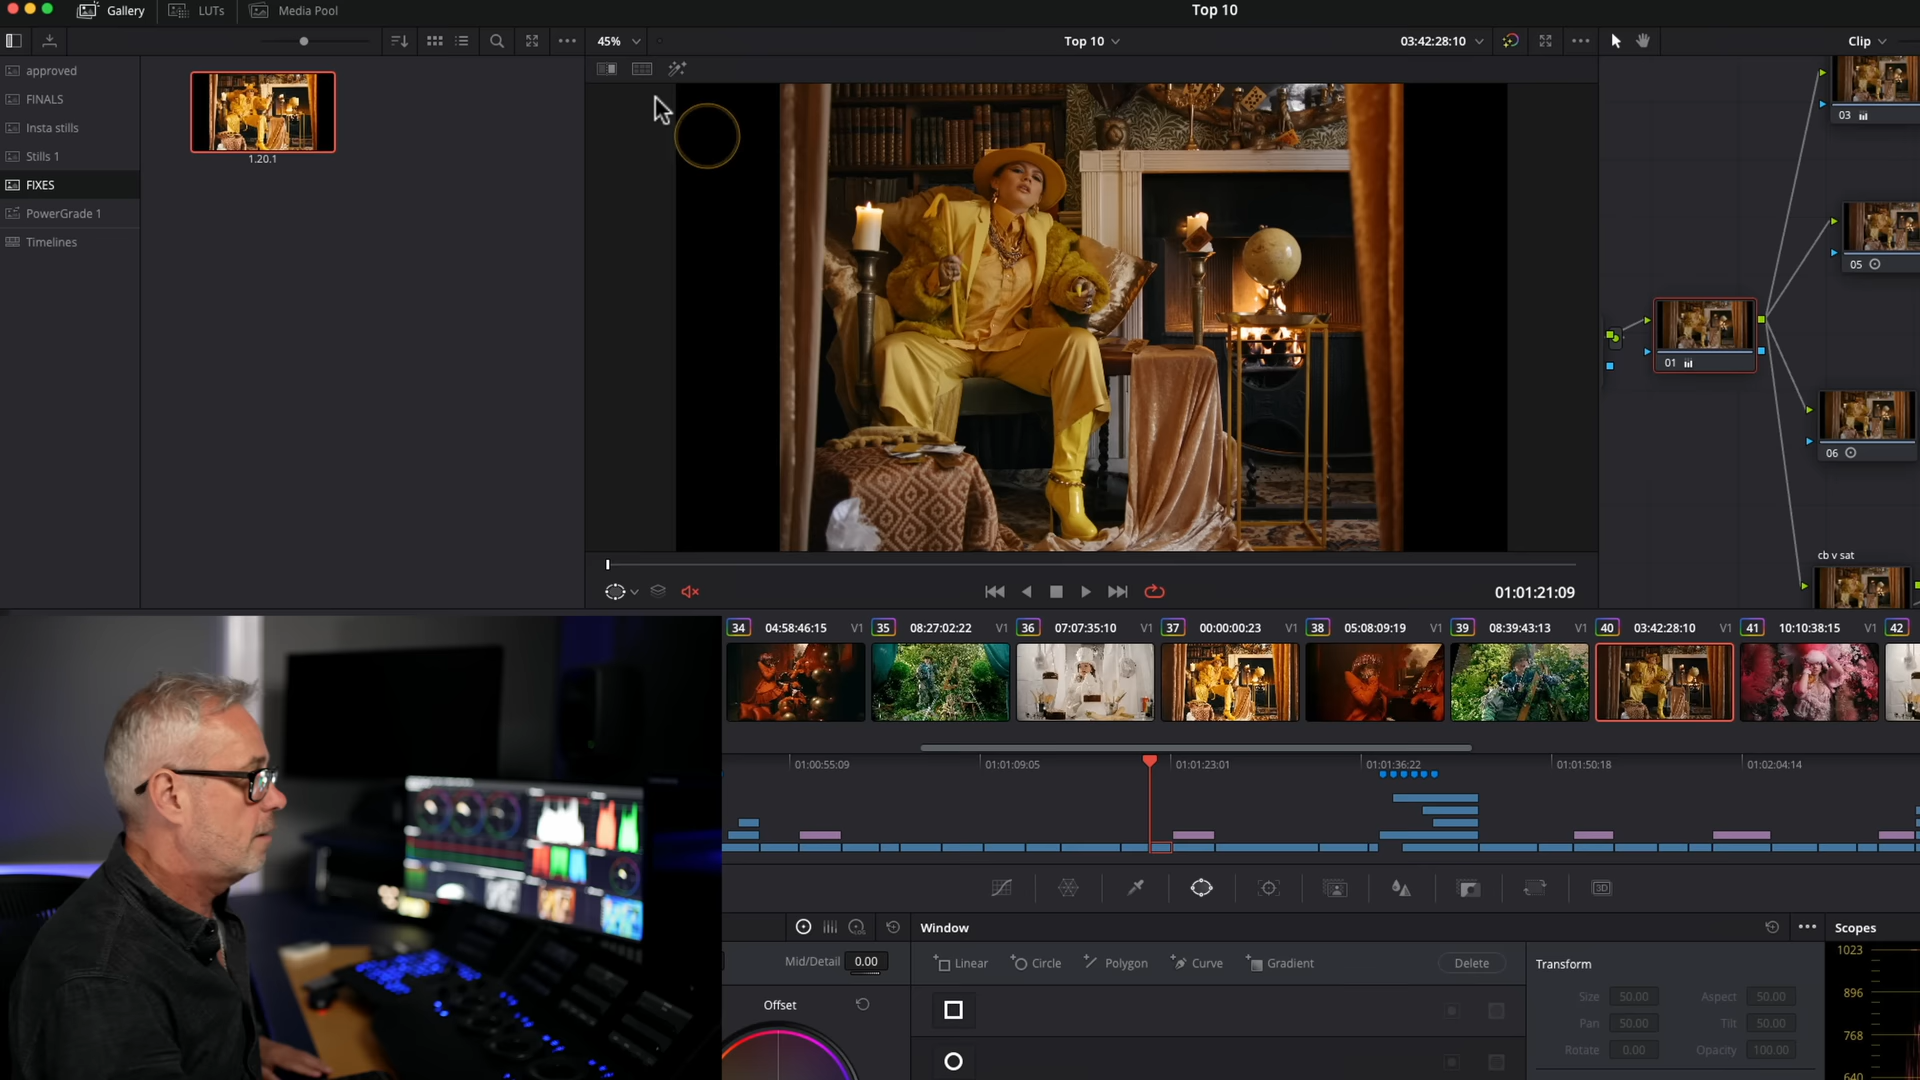 Gallery LUTs Media Pool Top 10
45% Top 10 03:42:28:10 Clip
approved
FINALS
Insta stills
Stills 1
FIXES
PowerGrade 1
Timelines
1.20.1
03
05
01
06
cb v sat
01:01:21:09
34 04:58:46:15 V1 35 08:27:02:22 V1 36 07:07:35:10 V1 37 00:00:00:23 V1 38 05:08:09:19 V1 39 08:39:43:13 V1 40 03:42:28:10 V1 41 10:10:38:15 V1 42
01:00:55:09 01:01:09:05 01:01:23:01 01:01:36:22 01:01:50:18 01:02:04:14
3D
LOG
Window Scopes
Mid/Detail 0.00
Linear Circle Polygon Curve Gradient Delete
Offset
Transform
Size 50.00 Aspect 50.00
Pan 50.00 Tilt 50.00
Rotate 0.00 Opacity 100.00
1023
896
768
640